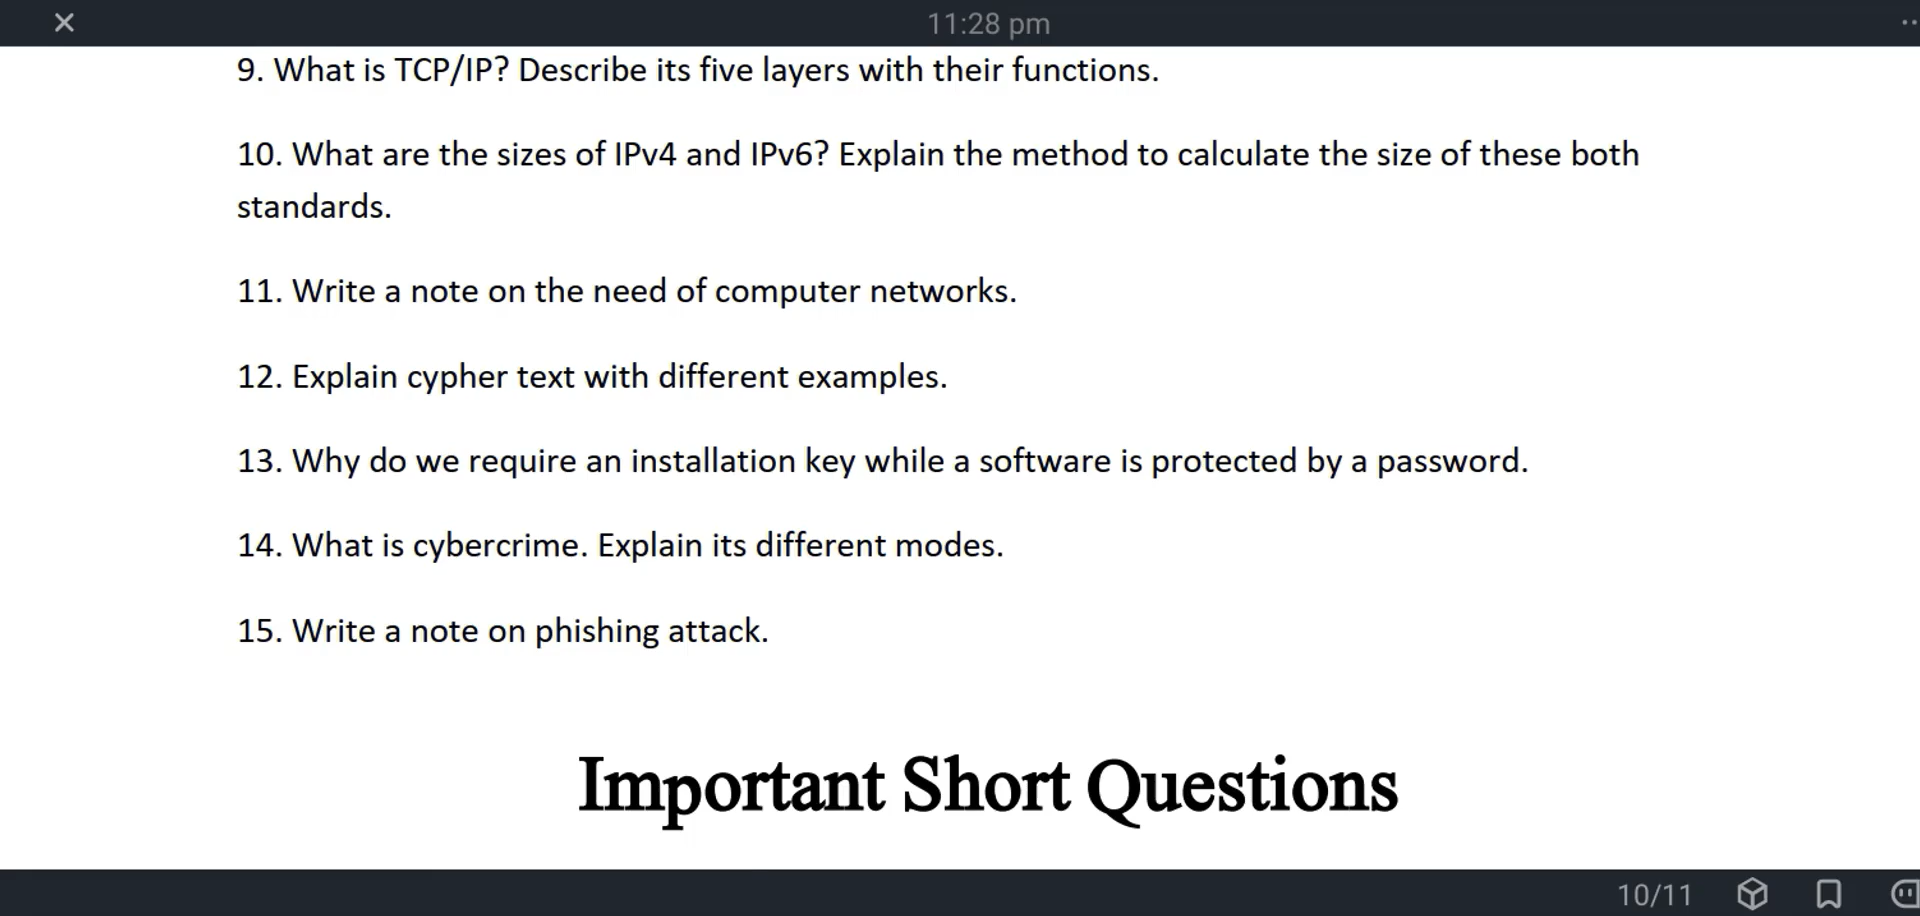 11:28 pm
9. What is TCP/IP? Describe its five layers with their functions.
10. What are the sizes of IPv4 and IPv6? Explain the method to calculate the size of these both
standards.
11. Write a note on the need of computer networks.
12. Explain cypher text with different examples.
13. Why do we require an installation key while a software is protected by a password.
14. What is cybercrime. Explain its different modes.
15. Write a note on phishing attack.
Important Short Questions
10/11